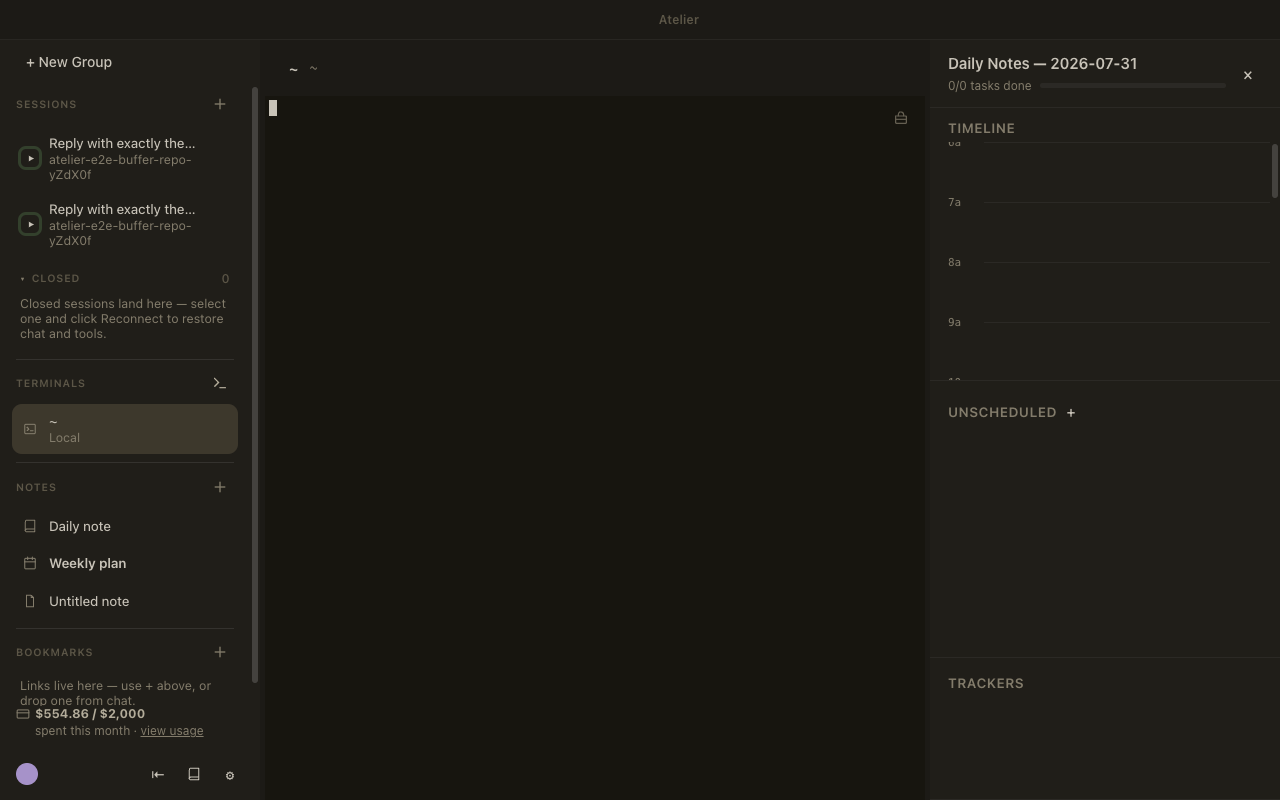 Atelier
+ New Group
SESSIONS
Reply with exactly the...
atelier-e2e-buffer-repo-
yZdX0f
Reply with exactly the...
atelier-e2e-buffer-repo-
yZdX0f
CLOSED 0
Closed sessions land here — select
one and click Reconnect to restore
chat and tools.
TERMINALS
~
Local
NOTES
Daily note
Weekly plan
Untitled note
BOOKMARKS
Links live here — use + above, or
drop one from chat.
$554.86 / $2,000
spent this month · view usage
~ ~
Daily Notes — 2026-07-31
0/0 tasks done
TIMELINE
6a
7a
8a
9a
UNSCHEDULED +
TRACKERS